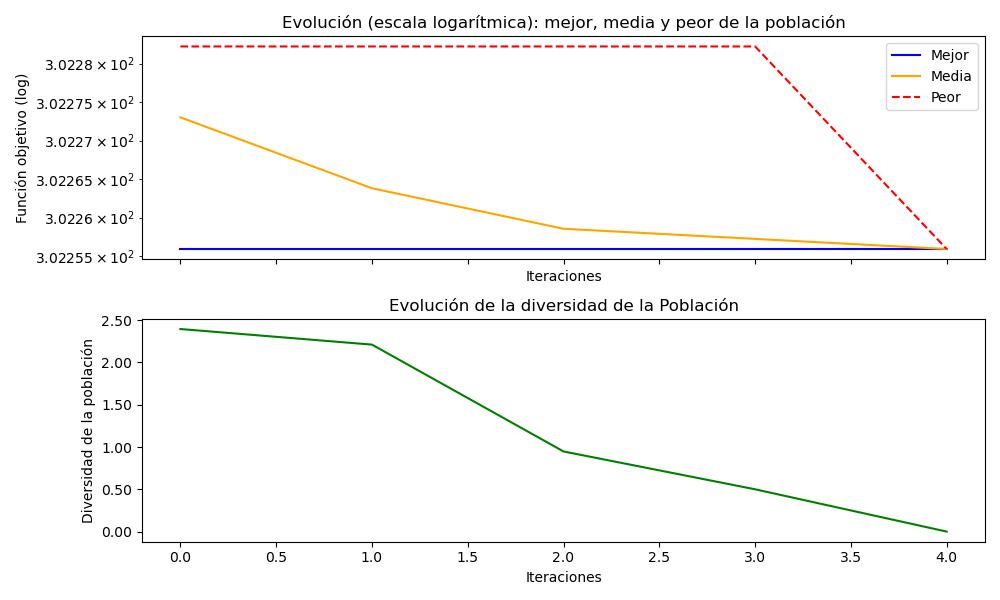 Evolución (escala logarítmica): mejor, media y peor de la población
Función objetivo (log)
3.0228 × 10²
3.02275 × 10²
3.0227 × 10²
3.02265 × 10²
3.0226 × 10²
3.02255 × 10²
Mejor
Media
Peor
Iteraciones
Evolución de la diversidad de la Población
Diversidad de la población
2.50
2.00
1.50
1.00
0.50
0.00
0.0 0.5 1.0 1.5 2.0 2.5 3.0 3.5 4.0
Iteraciones